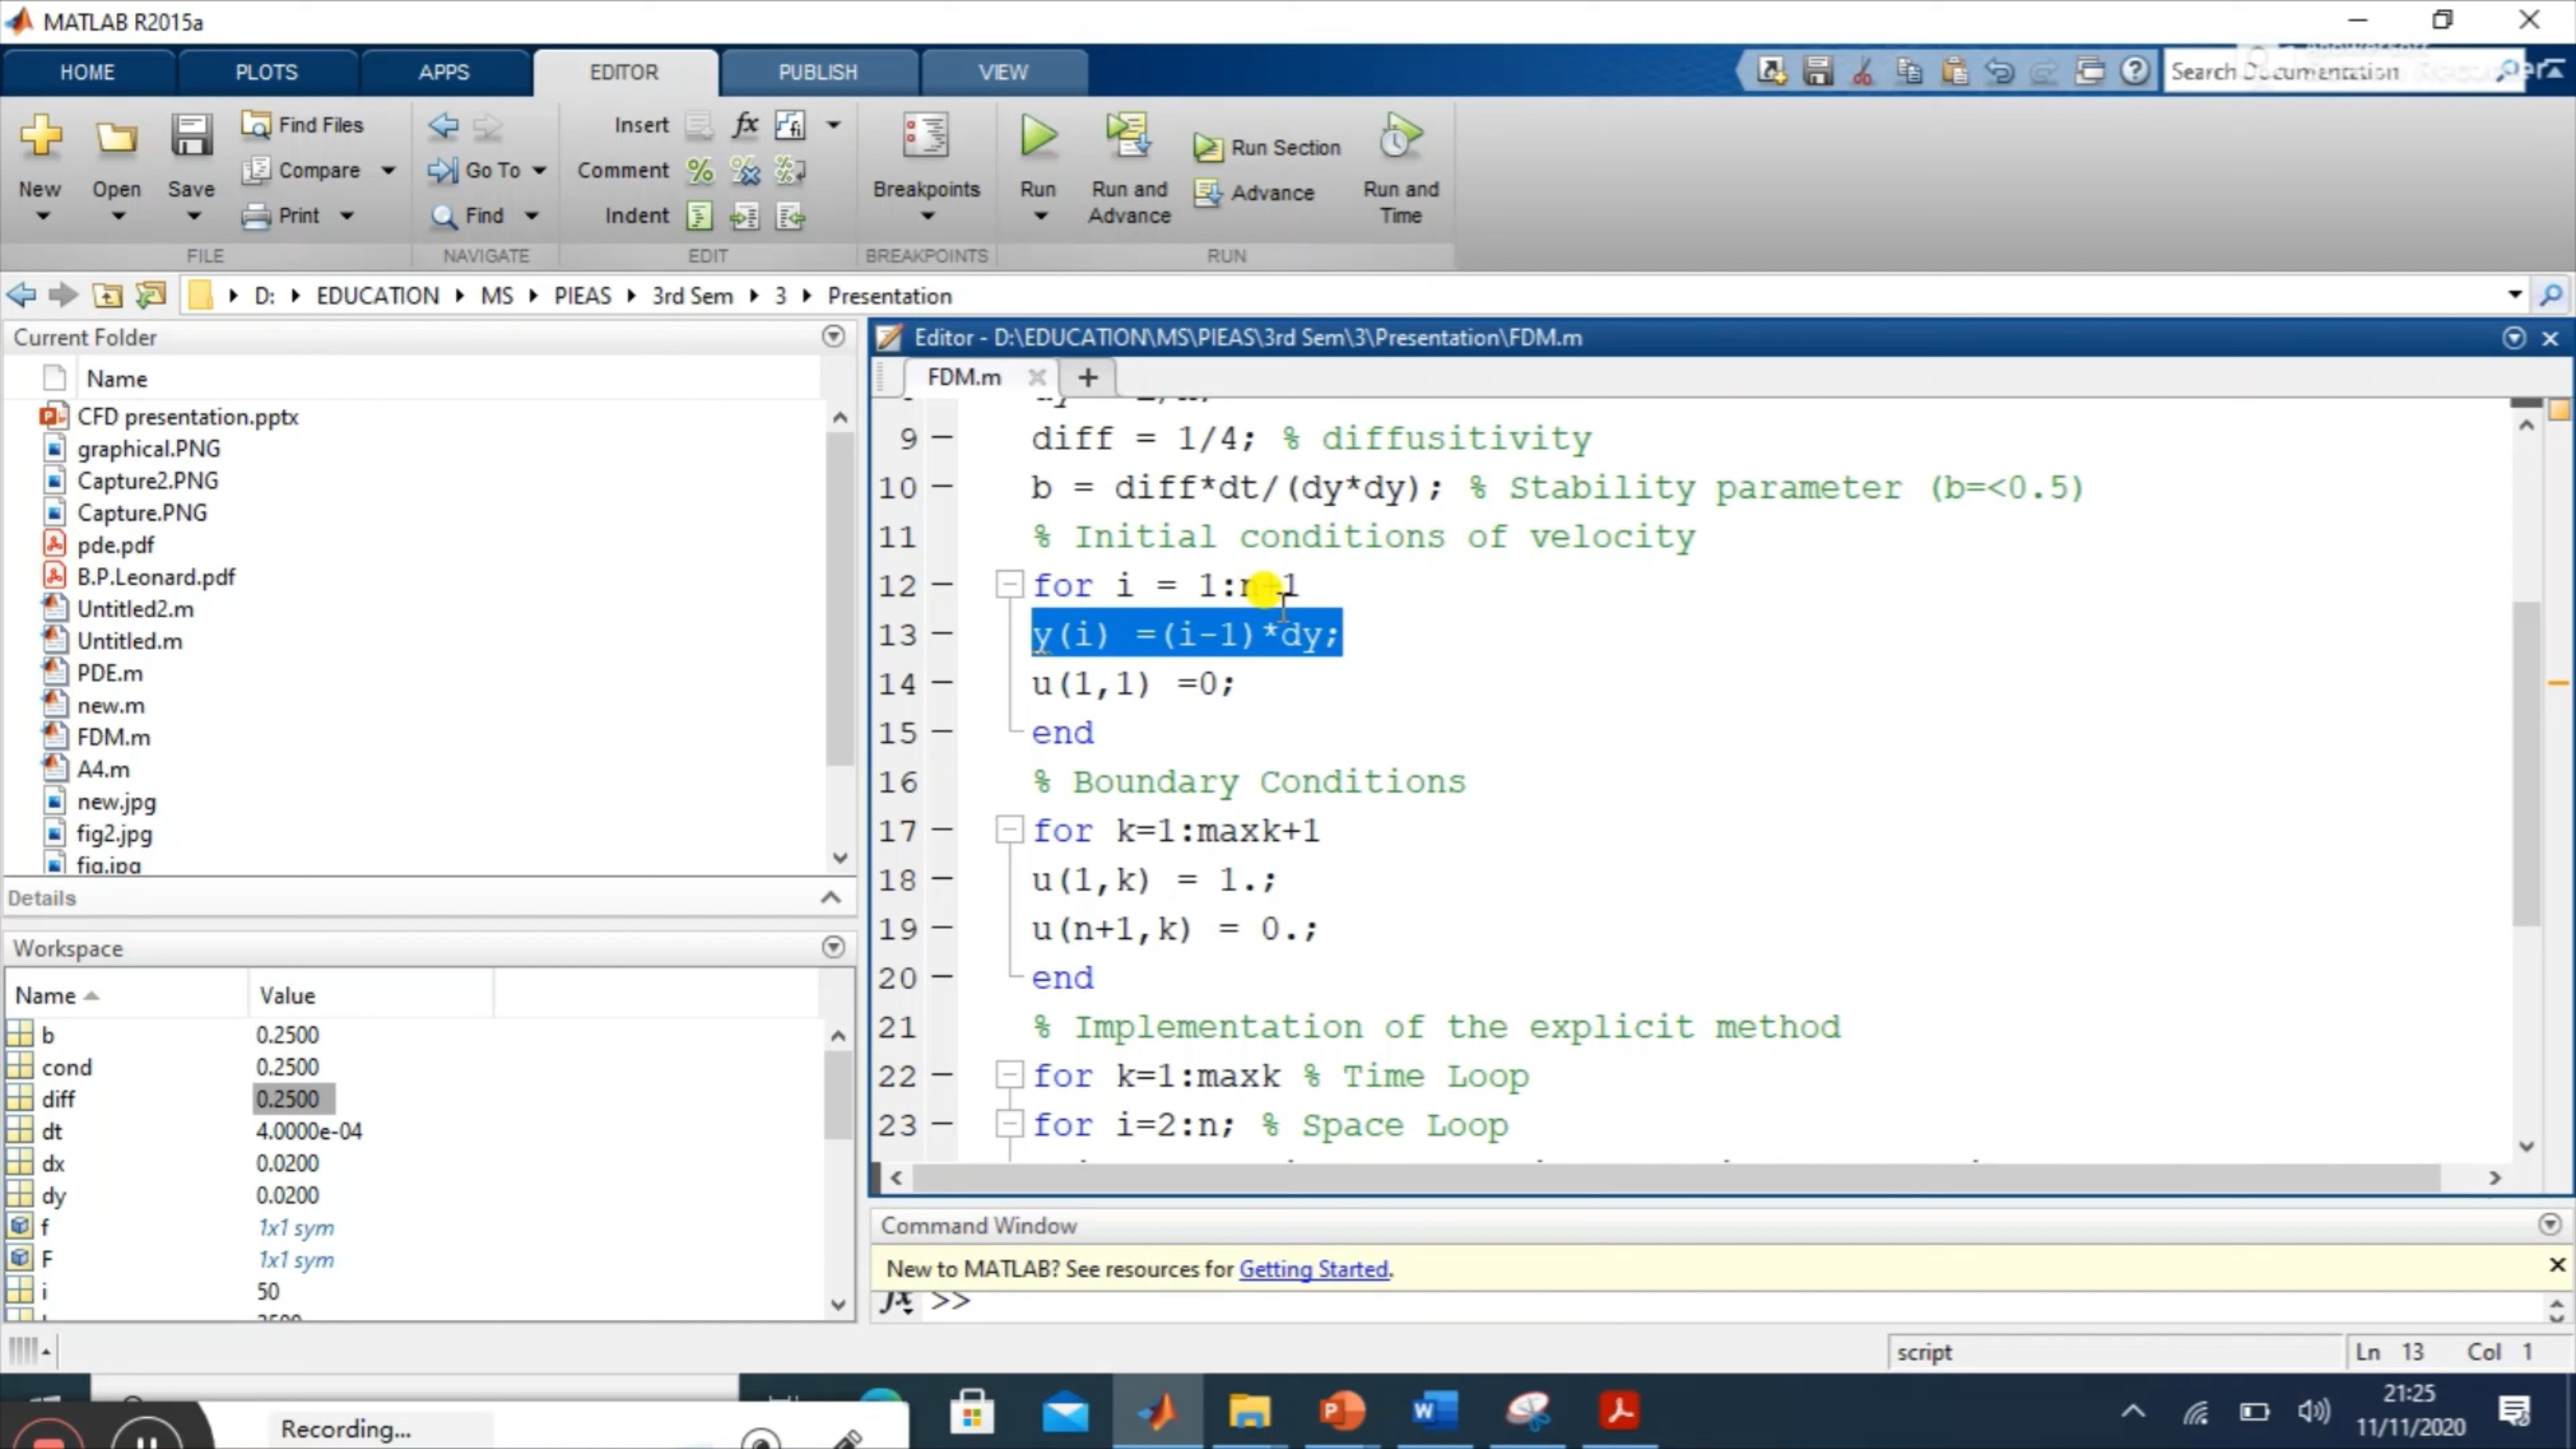 MATLAB R2015a
HOME
PLOTS
APPS
EDITOR
PUBLISH
VIEW
Search Documentation
New
Open
Save
Find Files
Compare
Print
FILE
Go To
Find
NAVIGATE
Insert
Comment
Indent
EDIT
Breakpoints
BREAKPOINTS
Run
Run and Advance
Run Section
Advance
Run and Time
RUN
D: EDUCATION MS PIEAS 3rd Sem 3 Presentation
Current Folder
Name
CFD presentation.pptx
graphical.PNG
Capture2.PNG
Capture.PNG
pde.pdf
B.P.Leonard.pdf
Untitled2.m
Untitled.m
PDE.m
new.m
FDM.m
A4.m
new.jpg
fig2.jpg
fig.jpg
Details
Workspace
Name Value
b 0.2500
cond 0.2500
diff 0.2500
dt 4.0000e-04
dx 0.0200
dy 0.0200
f 1x1 sym
F 1x1 sym
i 50
Editor - D:\EDUCATION\MS\PIEAS\3rd Sem\3\Presentation\FDM.m
FDM.m
9 diff = 1/4; % diffusitivity
10 b = diff*dt/(dy*dy); % Stability parameter (b=<0.5)
11 % Initial conditions of velocity
12 for i = 1:n+1
13 y(i) =(i-1)*dy;
14 u(1,1) =0;
15 end
16 % Boundary Conditions
17 for k=1:maxk+1
18 u(1,k) = 1.;
19 u(n+1,k) = 0.;
20 end
21 % Implementation of the explicit method
22 for k=1:maxk % Time Loop
23 for i=2:n; % Space Loop
Command Window
New to MATLAB? See resources for Getting Started.
fx >>
script
Ln 13 Col 1
Recording...
21:25
11/11/2020